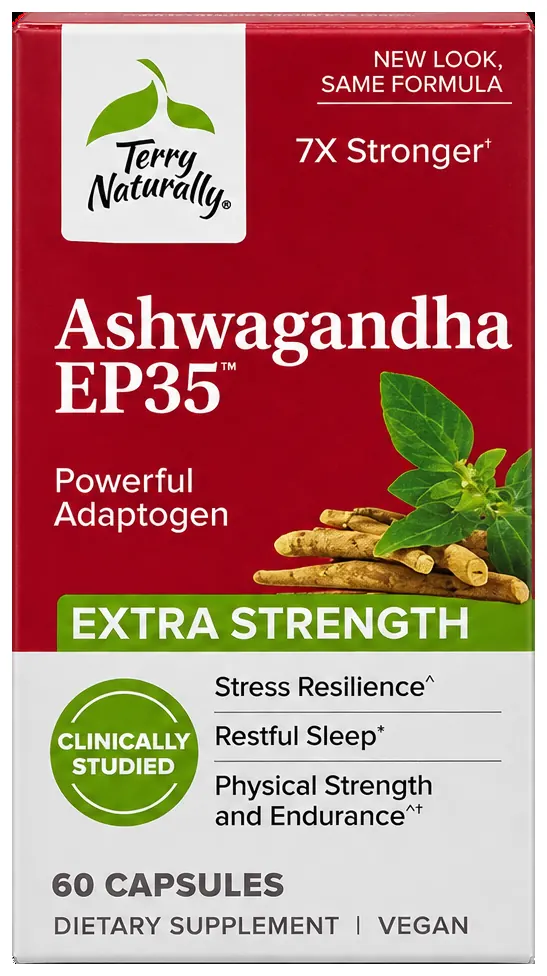 Terry
Naturally®
NEW LOOK,
SAME FORMULA
7X Stronger†
Ashwagandha
EP35™
Powerful
Adaptogen
EXTRA STRENGTH
CLINICALLY
STUDIED
Stress Resilience^
Restful Sleep*
Physical Strength
and Endurance^†
60 CAPSULES
DIETARY SUPPLEMENT | VEGAN